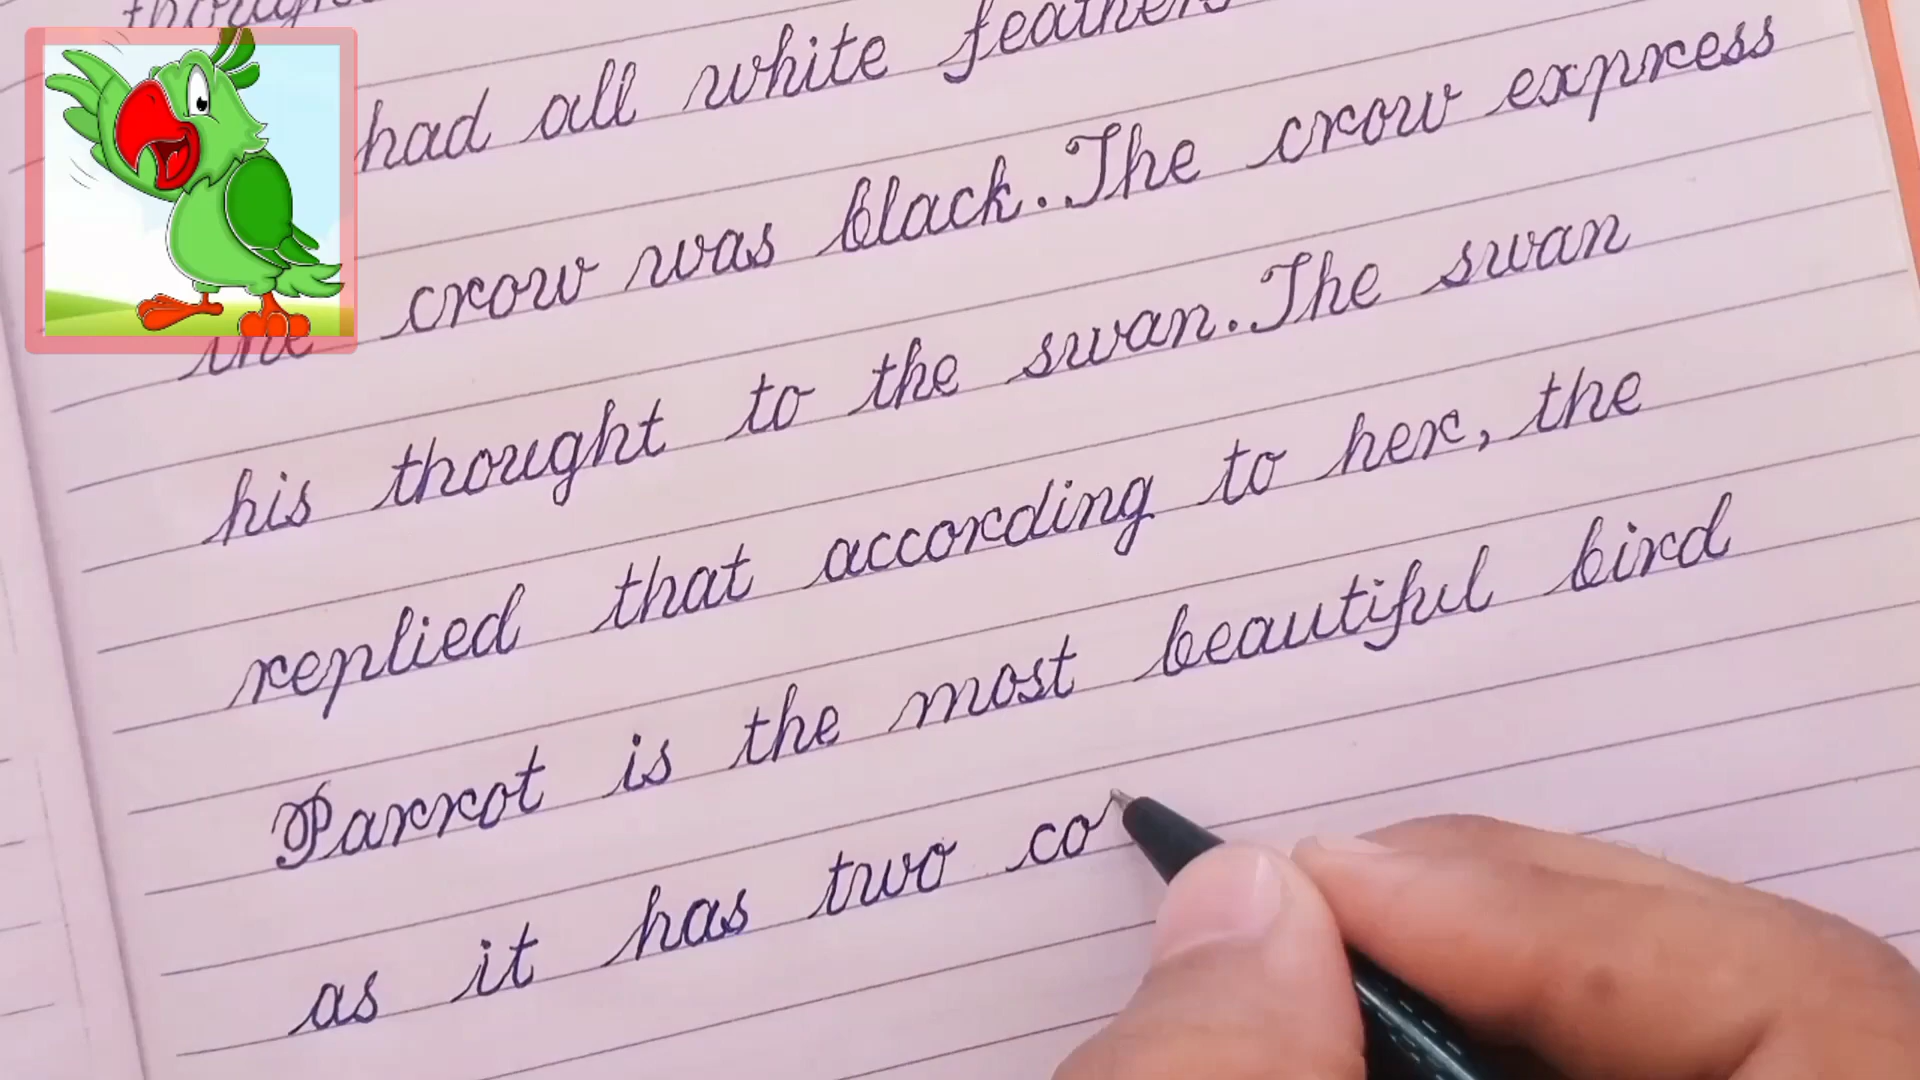 had all white feathers
the crow was black. The crow express
his thought to the swan. The swan
replied that according to her, the
Parrot is the most beautiful bird
as it has two co